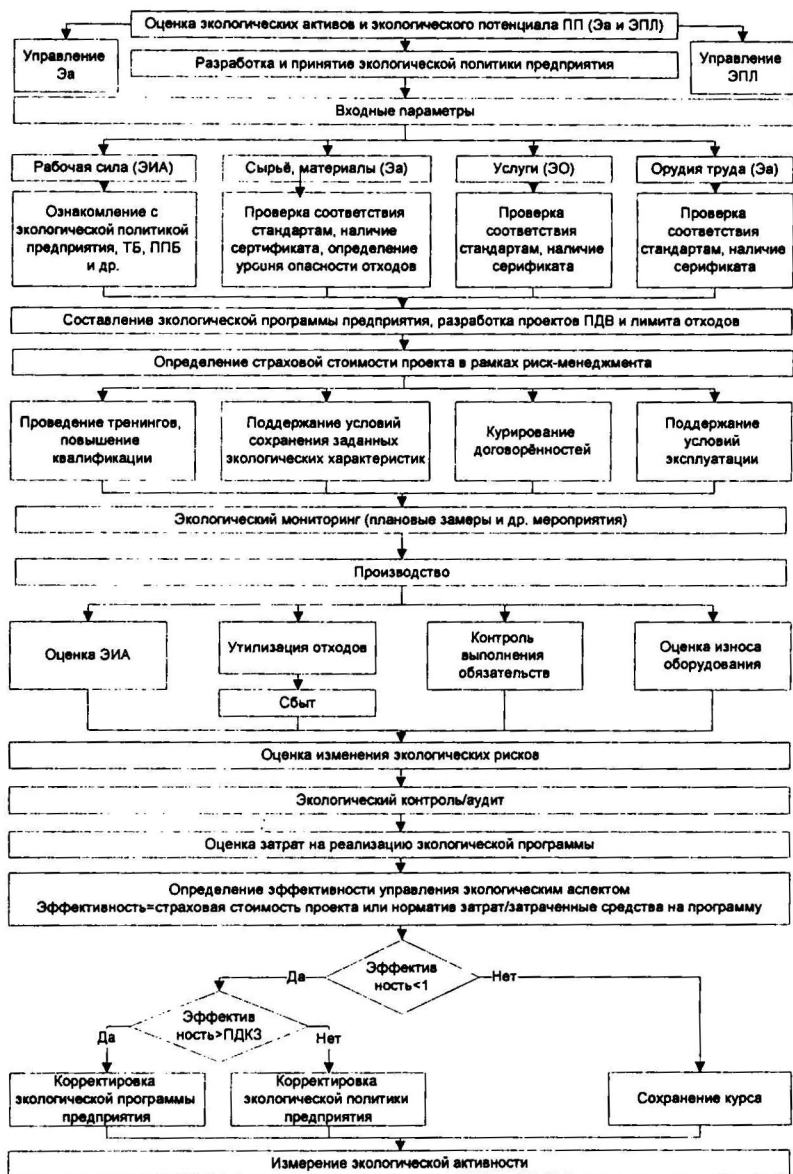 Оценка экологических активов и экологического потенциала ПП (Эа и ЭПЛ)
Управление
Эа
Разработка и принятие экологической политики предприятия
Управление
ЭПЛ
Входные параметры
Рабочая сила (ЭИА)
Сырьё, материалы (Эа)
Услуги (ЭО)
Орудия труда (Эа)
Ознакомление с
экологической политикой
предприятия, ТБ, ППБ
и др.
Проверка соответствия
стандартам, наличие
сертификата, определение
уровня опасности отходов
Проверка
соответствия
стандартам, наличие
серификата
Проверка
соответствия
стандартам, наличие
серификата
Составление экологической программы предприятия, разработка проектов ПДВ и лимита отходов
Определение страховой стоимости проекта в рамках риск-менеджмента
Проведение тренингов,
повышение
квалификации
Поддержание условий
сохранения заданных
экологических характеристик
Курирование
договорённостей
Поддержание
условий
эксплуатации
Экологический мониторинг (плановые замеры и др. мероприятия)
Производство
Оценка ЭИА
Утилизация отходов
Контроль
выполнения
обязательств
Оценка износа
оборудования
Сбыт
Оценка изменения экологических рисков
Экологический контроль/аудит
Оценка затрат на реализацию экологической программы
Определение эффективности управления экологическим аспектом
Эффективность=страховая стоимость проекта или норматив затрат/затраченные средства на программу
Эффектив
ность<1
Да
Нет
Эффектив
ность>ПДКЗ
Да
Нет
Корректировка
экологической программы
предприятия
Корректировка
экологической политики
предприятия
Сохранение курса
Измерение экологической активности